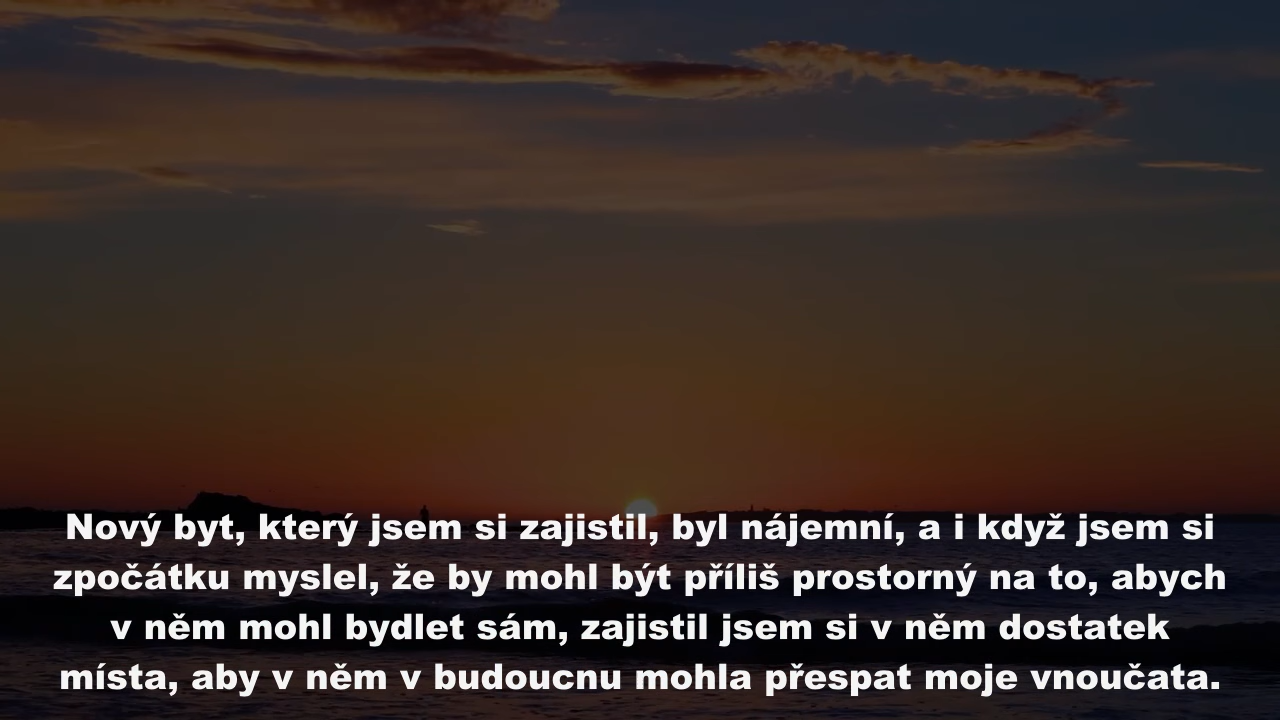 Nový byt, který jsem si zajistil, byl nájemní, a i když jsem si
zpočátku myslel, že by mohl být příliš prostorný na to, abych
v něm mohl bydlet sám, zajistil jsem si v něm dostatek
místa, aby v něm v budoucnu mohla přespat moje vnoučata.